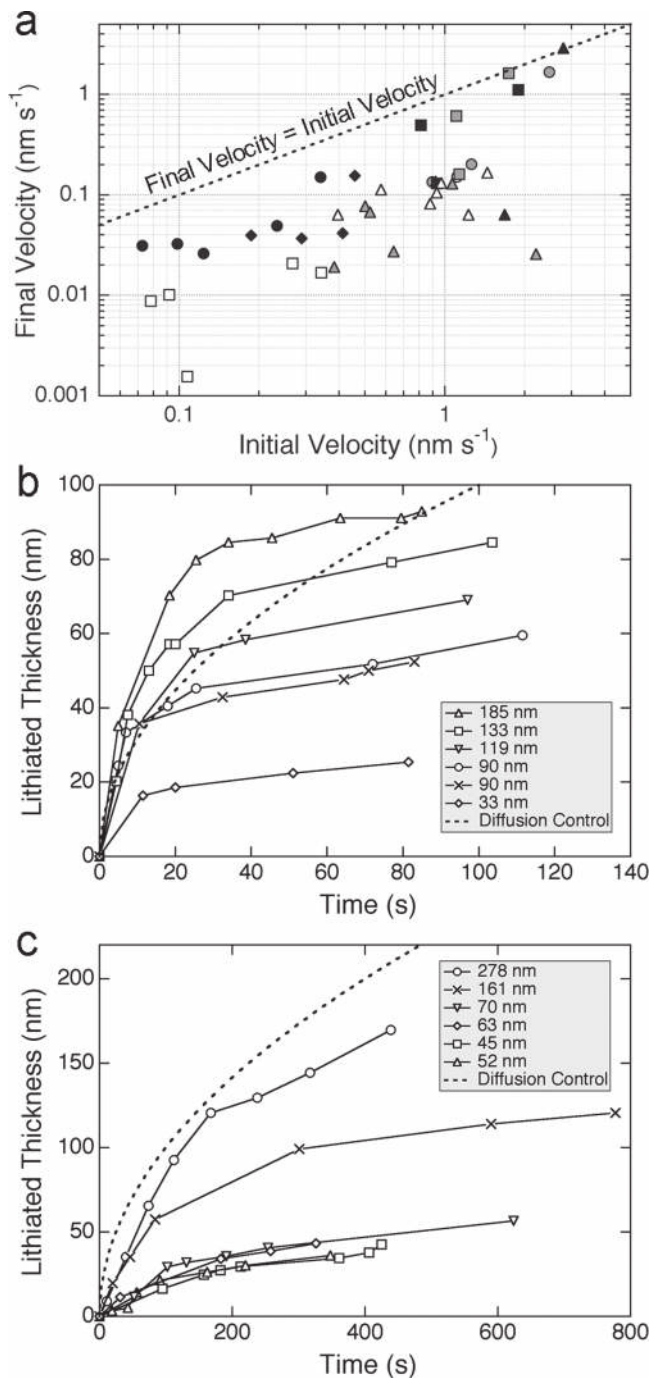 a
Final Velocity (nm s⁻¹)
1
0.1
0.01
0.001
Final Velocity = Initial Velocity
0.1
1
Initial Velocity (nm s⁻¹)
b
Lithiated Thickness (nm)
100
80
60
40
20
0
185 nm
133 nm
119 nm
90 nm
90 nm
33 nm
Diffusion Control
0 20 40 60 80 100 120 140
Time (s)
c
Lithiated Thickness (nm)
200
150
100
50
0
278 nm
161 nm
70 nm
63 nm
45 nm
52 nm
Diffusion Control
0 200 400 600 800
Time (s)